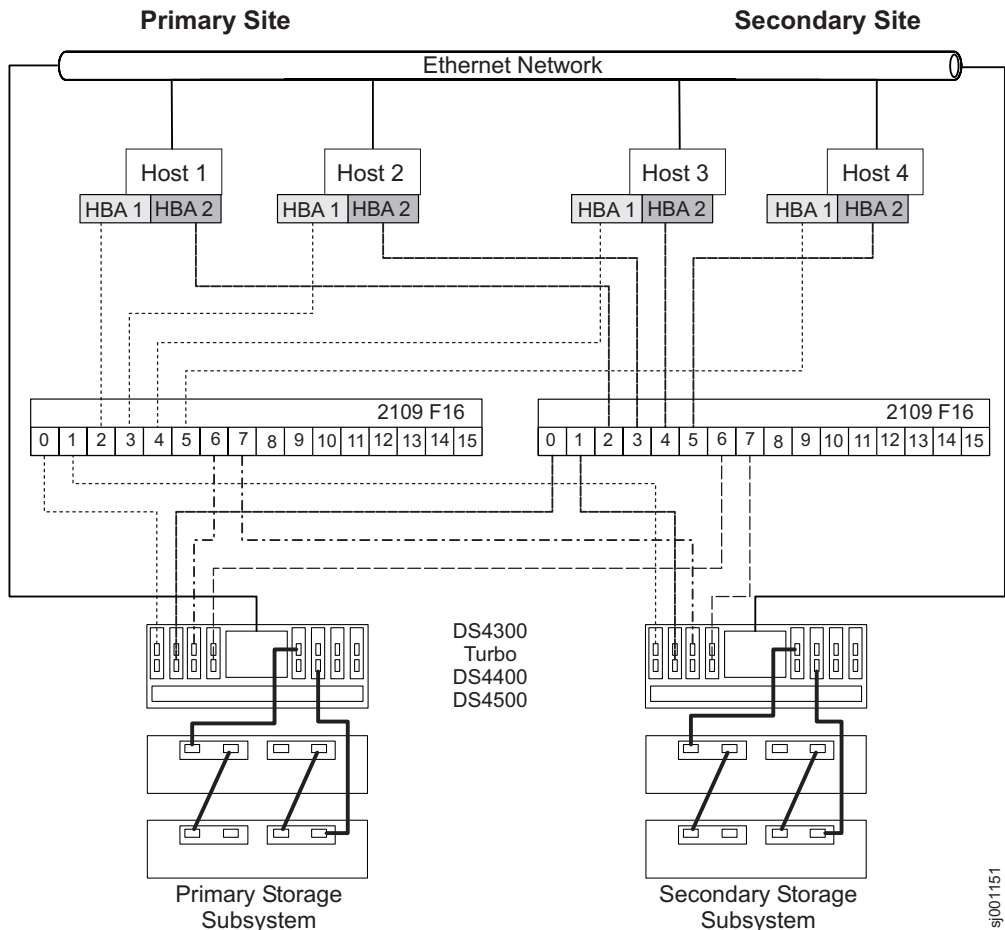 Primary Site
Secondary Site
Ethernet Network
Host 1
Host 2
Host 3
Host 4
HBA 1 HBA 2
HBA 1 HBA 2
HBA 1 HBA 2
HBA 1 HBA 2
2109 F16
2109 F16
0 1 2 3 4 5 6 7 8 9 10 11 12 13 14 15
0 1 2 3 4 5 6 7 8 9 10 11 12 13 14 15
DS4300
Turbo
DS4400
DS4500
Primary Storage
Subsystem
Secondary Storage
Subsystem
sj001151